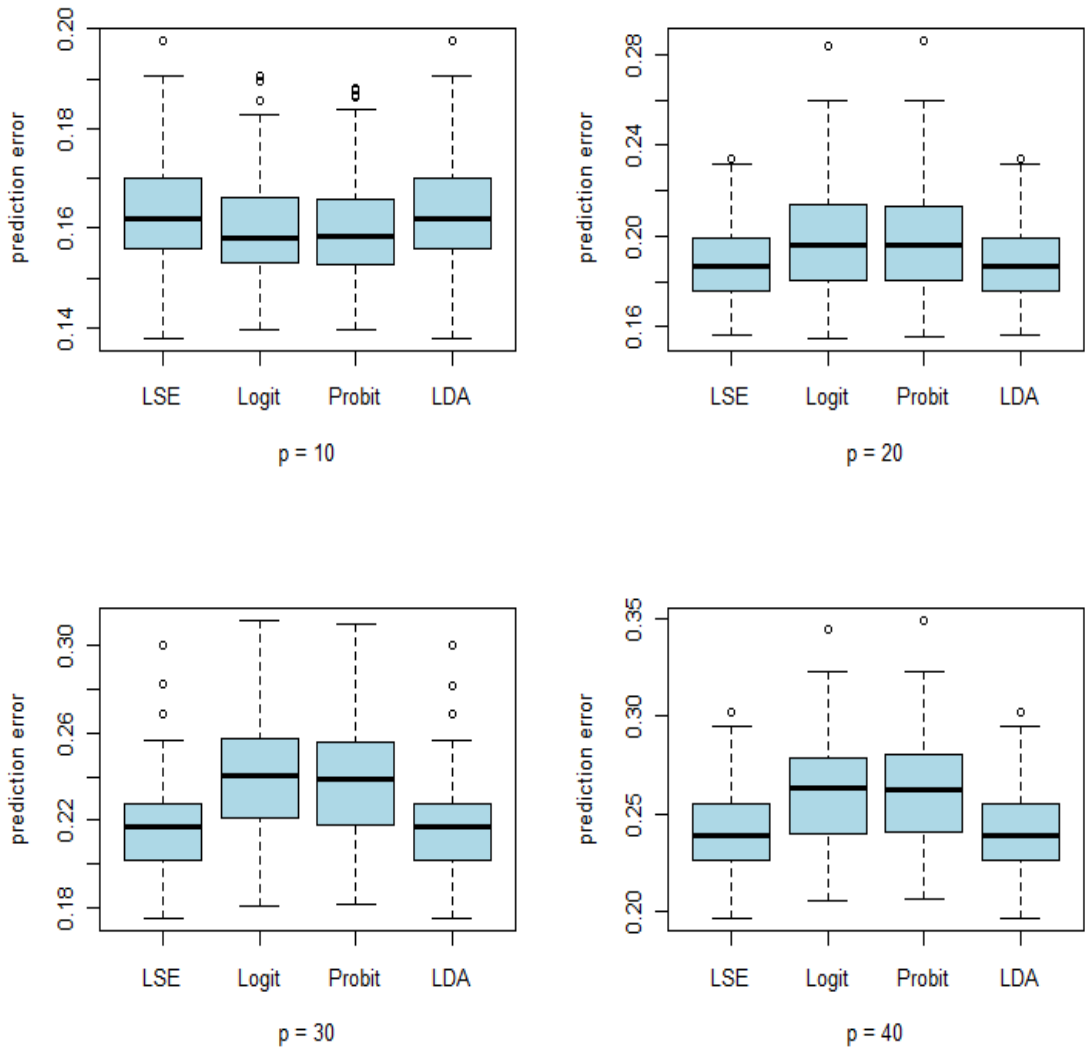 prediction error
0.14 0.16 0.18 0.20
LSE Logit Probit LDA
p = 10
prediction error
0.16 0.20 0.24 0.28
LSE Logit Probit LDA
p = 20
prediction error
0.18 0.22 0.26 0.30
LSE Logit Probit LDA
p = 30
prediction error
0.20 0.25 0.30 0.35
LSE Logit Probit LDA
p = 40